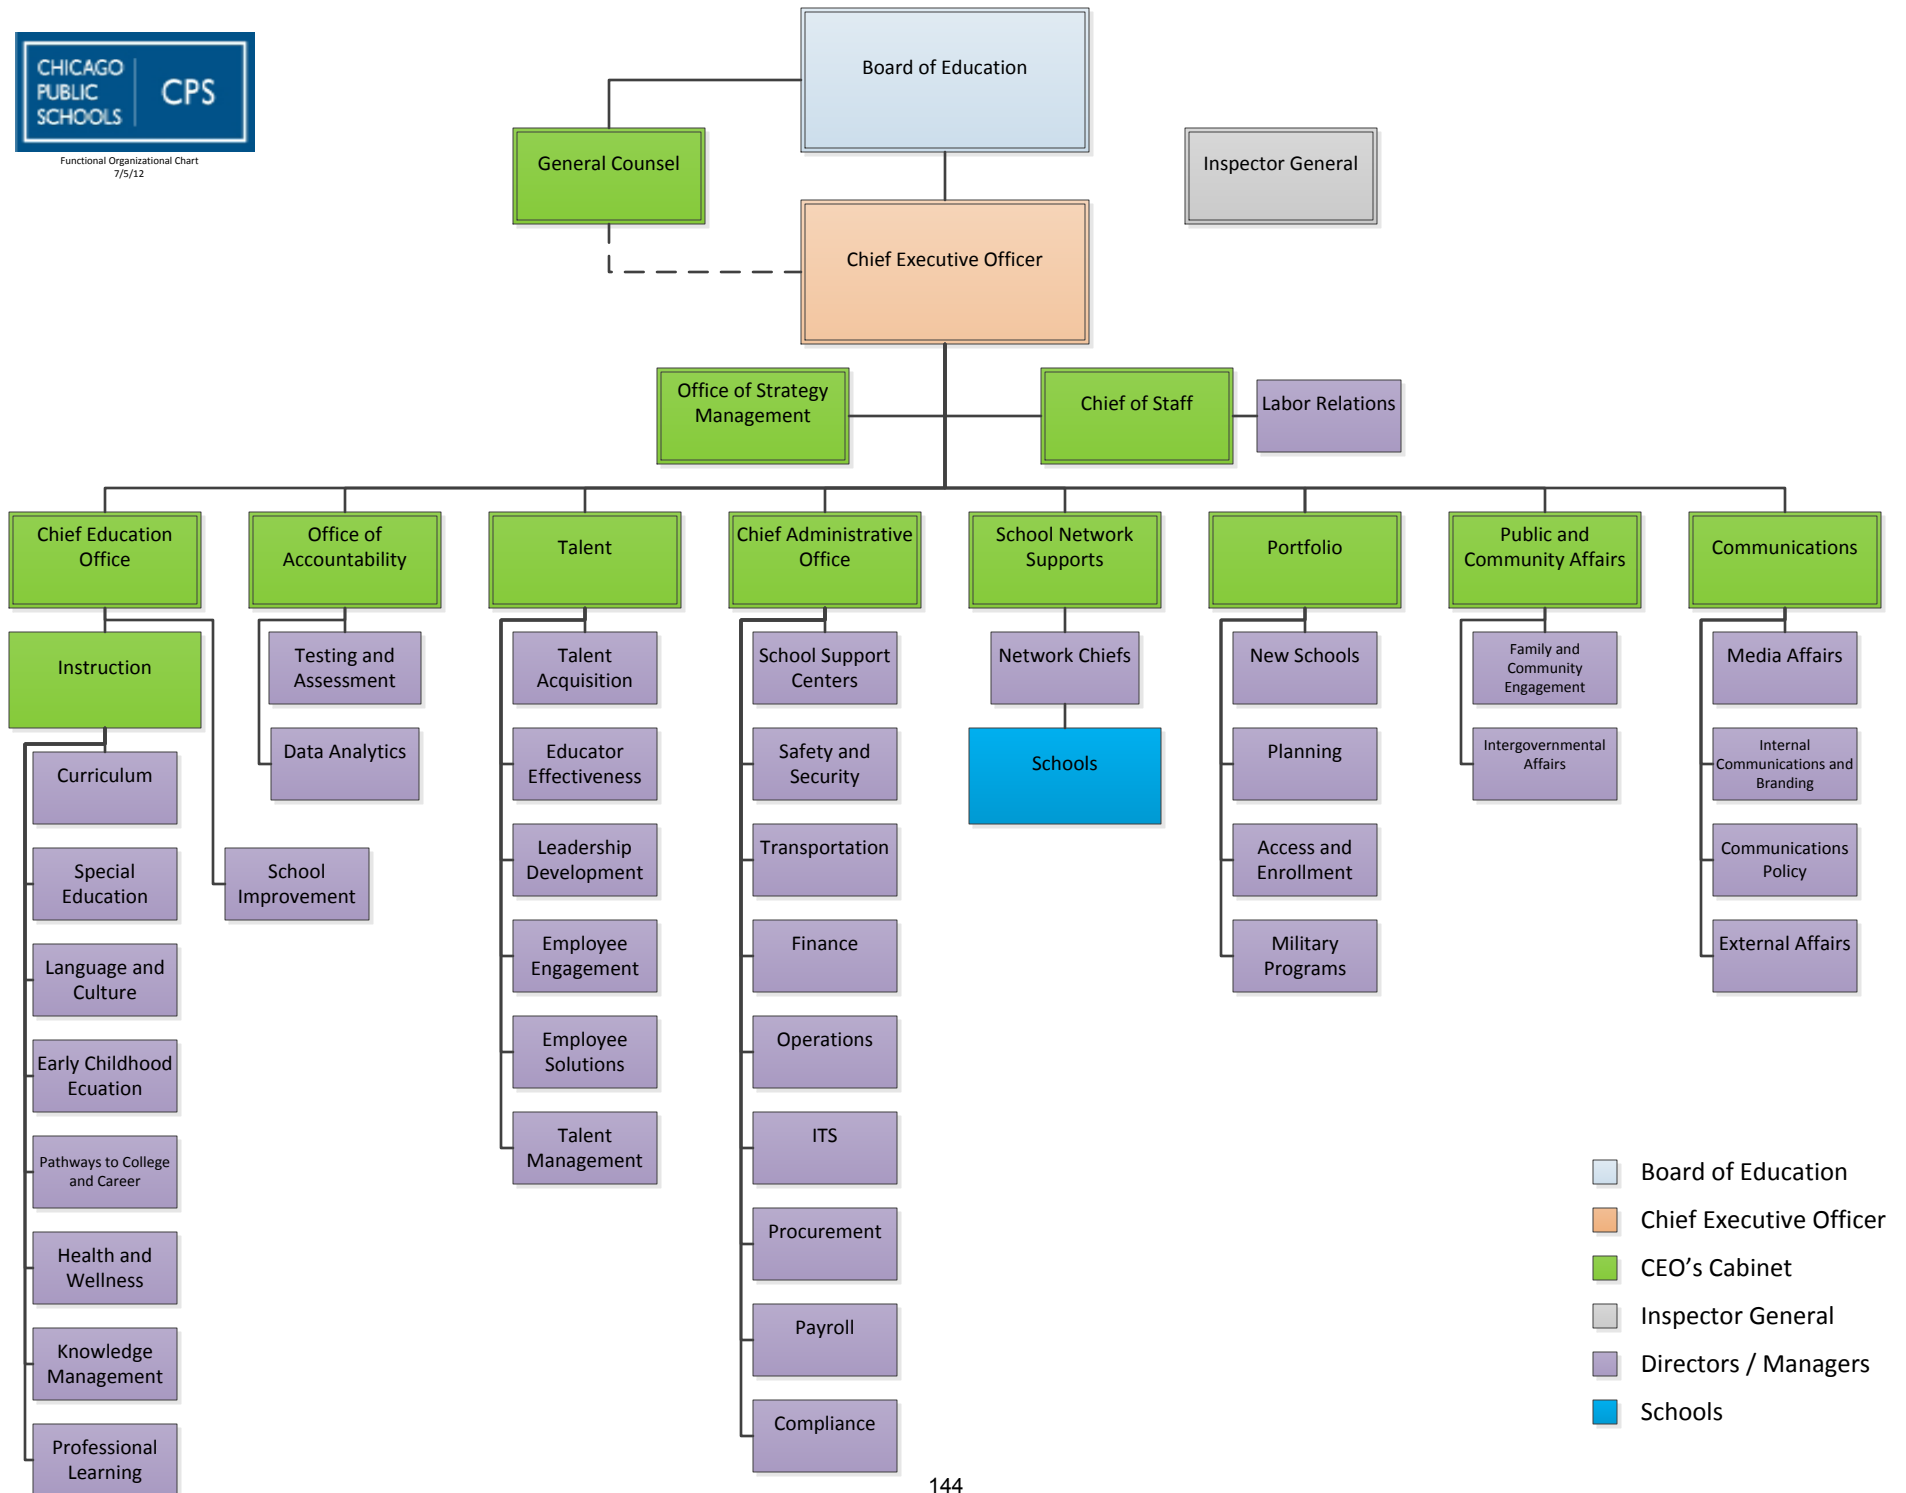 CHICAGO
PUBLIC
SCHOOLS
CPS
Functional Organizational Chart
7/5/12
Board of Education
General Counsel
Inspector General
Chief Executive Officer
Office of Strategy
Management
Chief of Staff
Labor Relations
Chief Education
Office
Office of
Accountability
Talent
Chief Administrative
Office
School Network
Supports
Portfolio
Public and
Community Affairs
Communications
Instruction
Curriculum
Special
Education
Language and
Culture
Early Childhood
Ecuation
Pathways to College
and Career
Health and
Wellness
Knowledge
Management
Professional
Learning
School
Improvement
Testing and
Assessment
Data Analytics
Talent
Acquisition
Educator
Effectiveness
Leadership
Development
Employee
Engagement
Employee
Solutions
Talent
Management
School Support
Centers
Safety and
Security
Transportation
Finance
Operations
ITS
Procurement
Payroll
Compliance
Network Chiefs
Schools
New Schools
Planning
Access and
Enrollment
Military
Programs
Family and
Community
Engagement
Intergovernmental
Affairs
Media Affairs
Internal
Communications and
Branding
Communications
Policy
External Affairs
Board of Education
Chief Executive Officer
CEO's Cabinet
Inspector General
Directors / Managers
Schools
144